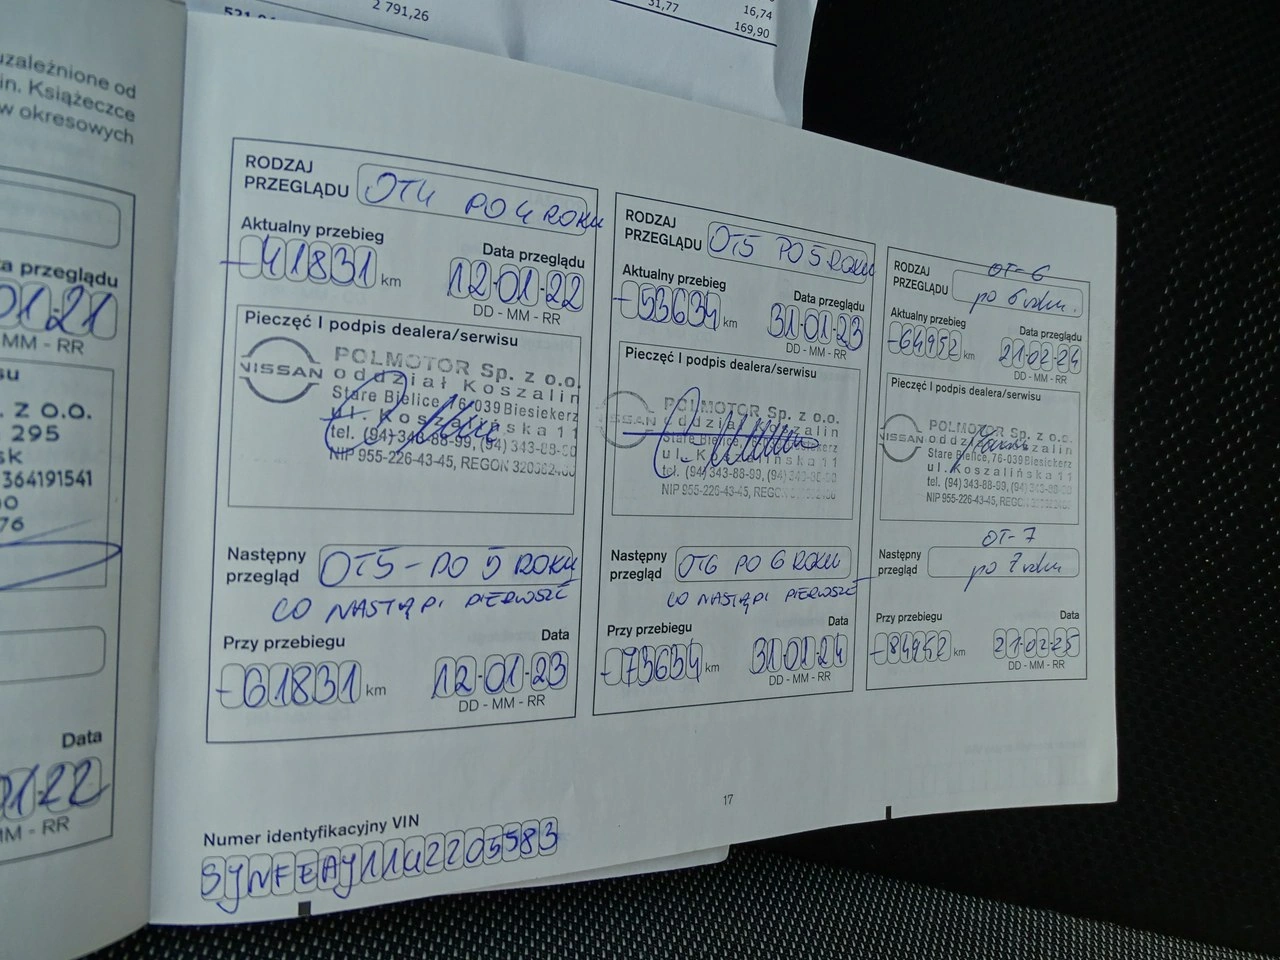 2 791,26
31,77
16,74
169,90
uzależnione od
in. Książeczce
w okresowych
a przeglądu
01 21
MM - RR
su
. z o.o.
295
sk
364191541
76
Data
01 22
MM - RR
RODZAJ
PRZEGLĄDU
OT4 PO 4 ROKU
Aktualny przebieg
Data przeglądu
-41831 km
12-01-22
DD - MM - RR
Pieczęć I podpis dealera/serwisu
NISSAN
POLMOTOR Sp. z o.o.
oddział Koszalin
Stare Bielice,76-039 Biesiekierz
ul. Koszalińska 11
tel. (94) 343-88-99, (94) 343-88-90
NIP 955-226-43-45, REGON
Następny
przegląd
OT5 - PO 5 ROKU
CO NASTĄPI PIERWSZE
Przy przebiegu
Data
-61831 km
12-01-23
DD - MM - RR
RODZAJ
PRZEGLĄDU
OT5 PO 5 ROKU
Aktualny przebieg
Data przeglądu
-53634 km
31-01-23
DD - MM - RR
Pieczęć I podpis dealera/serwisu
NISSAN
POLMOTOR Sp. z o.o.
oddział Koszalin
Stare Bielice,76-039 Biesiekierz
ul. Koszalińska 11
tel. (94) 343-88-99, (94) 343-88-90
NIP 955-226-43-45, REGON
Następny
przegląd
OT6 PO 6 ROKU
CO NASTĄPI PIERWSZE
Przy przebiegu
Data
-73634 km
31-01-24
DD - MM - RR
RODZAJ
PRZEGLĄDU
OT-6
po 6 roku.
Aktualny przebieg
Data przeglądu
-64952 km
21-02-24
DD - MM - RR
Pieczęć I podpis dealera/serwisu
NISSAN
POLMOTOR Sp. z o.o.
oddział Koszalin
Stare Bielice,76-039 Biesiekierz
ul. Koszalińska 11
tel. (94) 343-88-99, (94) 343-88-90
NIP 955-226-43-45, REGON
Następny
przegląd
OT-7
po 7 roku
Przy przebiegu
Data
-84952 km
21-02-25
DD - MM - RR
17
Numer identyfikacyjny VIN
SJNFEAJ11U2205583